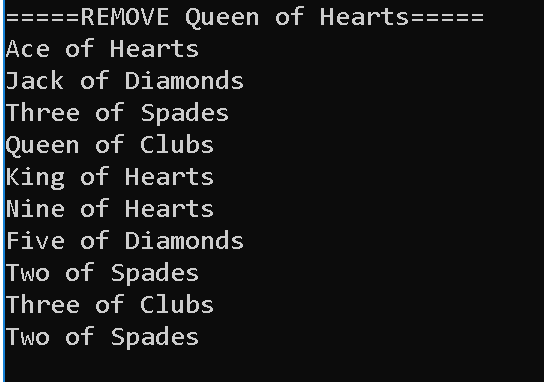 =====REMOVE Queen of Hearts=====
Ace of Hearts
Jack of Diamonds
Three of Spades
Queen of Clubs
King of Hearts
Nine of Hearts
Five of Diamonds
Two of Spades
Three of Clubs
Two of Spades